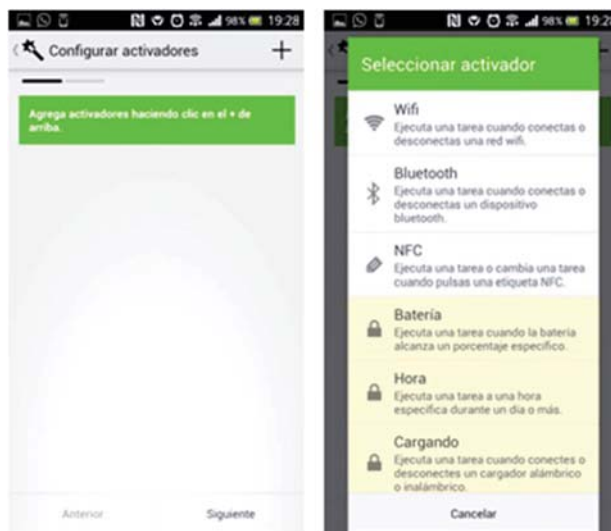 98% 19:28
Configurar activadores
Agrega activadores haciendo clic en el + de
arriba.
Anterior
Siguiente
98% 19:28
Seleccionar activador
Wifi
Ejecuta una tarea cuando conectas o
desconectas una red wifi.
Bluetooth
Ejecuta una tarea cuando conectas o
desconectas un dispositivo
bluetooth.
NFC
Ejecuta una tarea o cambia una tarea
cuando pulsas una etiqueta NFC.
Batería
Ejecuta una tarea cuando la batería
alcanza un porcentaje específico.
Hora
Ejecuta una tarea a una hora
específica durante un día o más.
Cargando
Ejecuta una tarea cuando conectes o
desconectes un cargador alámbrico
o inalámbrico.
Cancelar